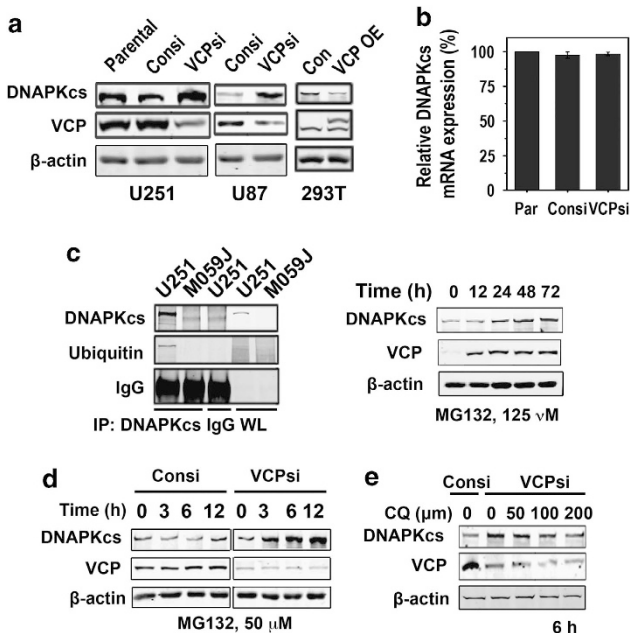 a
Parental Consi VCPsi Consi VCPsi Con VCP OE
DNAPKcs
VCP
β-actin
U251 U87 293T
b
Relative DNAPKcs
mRNA expression (%)
100
75
50
25
0
Par Consi VCPsi
c
U251 M059J U251 U251 M059J
DNAPKcs
Ubiquitin
IgG
IP: DNAPKcs IgG WL
Time (h) 0 12 24 48 72
DNAPKcs
VCP
β-actin
MG132, 125 νM
d
Consi VCPsi
Time (h) 0 3 6 12 0 3 6 12
DNAPKcs
VCP
β-actin
MG132, 50 μM
e
Consi VCPsi
CQ (μm) 0 0 50 100 200
DNAPKcs
VCP
β-actin
6 h